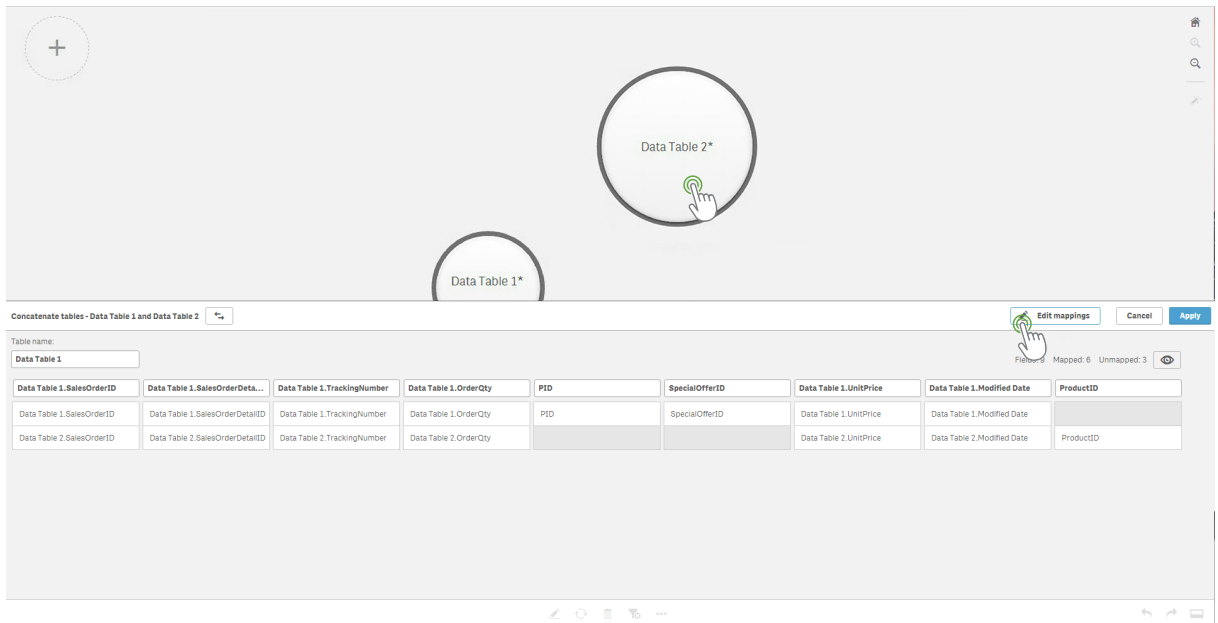 Data Table 2*
Data Table 1*
Concatenate tables - Data Table 1 and Data Table 2
Edit mappings
Cancel
Apply
Table name:
Data Table 1
Fields: 9 Mapped: 6 Unmapped: 3
Data Table 1.SalesOrderID Data Table 1.SalesOrderDeta... Data Table 1.TrackingNumber Data Table 1.OrderQty PID SpecialOfferID Data Table 1.UnitPrice Data Table 1.Modified Date ProductID
Data Table 1.SalesOrderID Data Table 1.SalesOrderDetailID Data Table 1.TrackingNumber Data Table 1.OrderQty PID SpecialOfferID Data Table 1.UnitPrice Data Table 1.Modified Date
Data Table 2.SalesOrderID Data Table 2.SalesOrderDetailID Data Table 2.TrackingNumber Data Table 2.OrderQty Data Table 2.UnitPrice Data Table 2.Modified Date ProductID